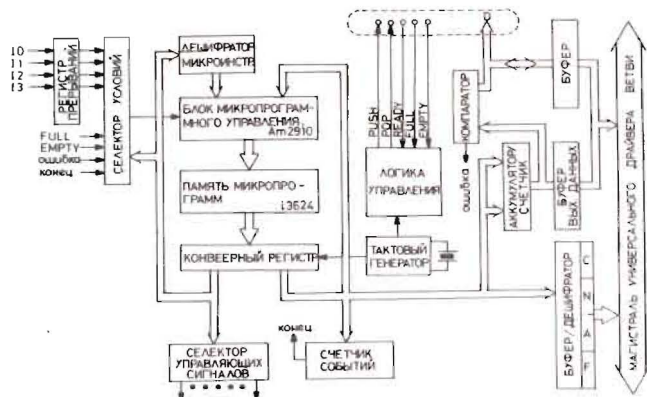 I0
I1
I2
I3
РЕГИСТР
ПРЕРЫВАНИЙ
FULL
EMPTY
ошибка
конец
СЕЛЕКТОР УСЛОВИЙ
ДЕШИФРАТОР
МИКРОИНСТР.
БЛОК МИКРОПРОГРАМ-
МНОГО УПРАВЛЕНИЯ
Am2910
ПАМЯТЬ МИКРОПРО-
ГРАММ
i3624
КОНВЕЕРНЫЙ РЕГИСТР
СЕЛЕКТОР
УПРАВЛЯЮЩИХ
СИГНАЛОВ
конец
СЧЕТЧИК
СОБЫТИЙ
PUSH
POP
READY
FULL
EMPTY
ЛОГИКА
УПРАВЛЕНИЯ
ТАКТОВЫЙ
ГЕНЕРАТОР
КОМПАРАТОР
ошибка
АККУМУЛЯТОР/
СЧЕТЧИК
БУФЕР
БУФЕР
ВЫХ. ДАННЫХ
БУФЕР/ДЕШИФРАТОР
C
N
A
F
МАГИСТРАЛЬ УНИВЕРСАЛЬНОГО ДРАЙВЕРА ВЕТВИ